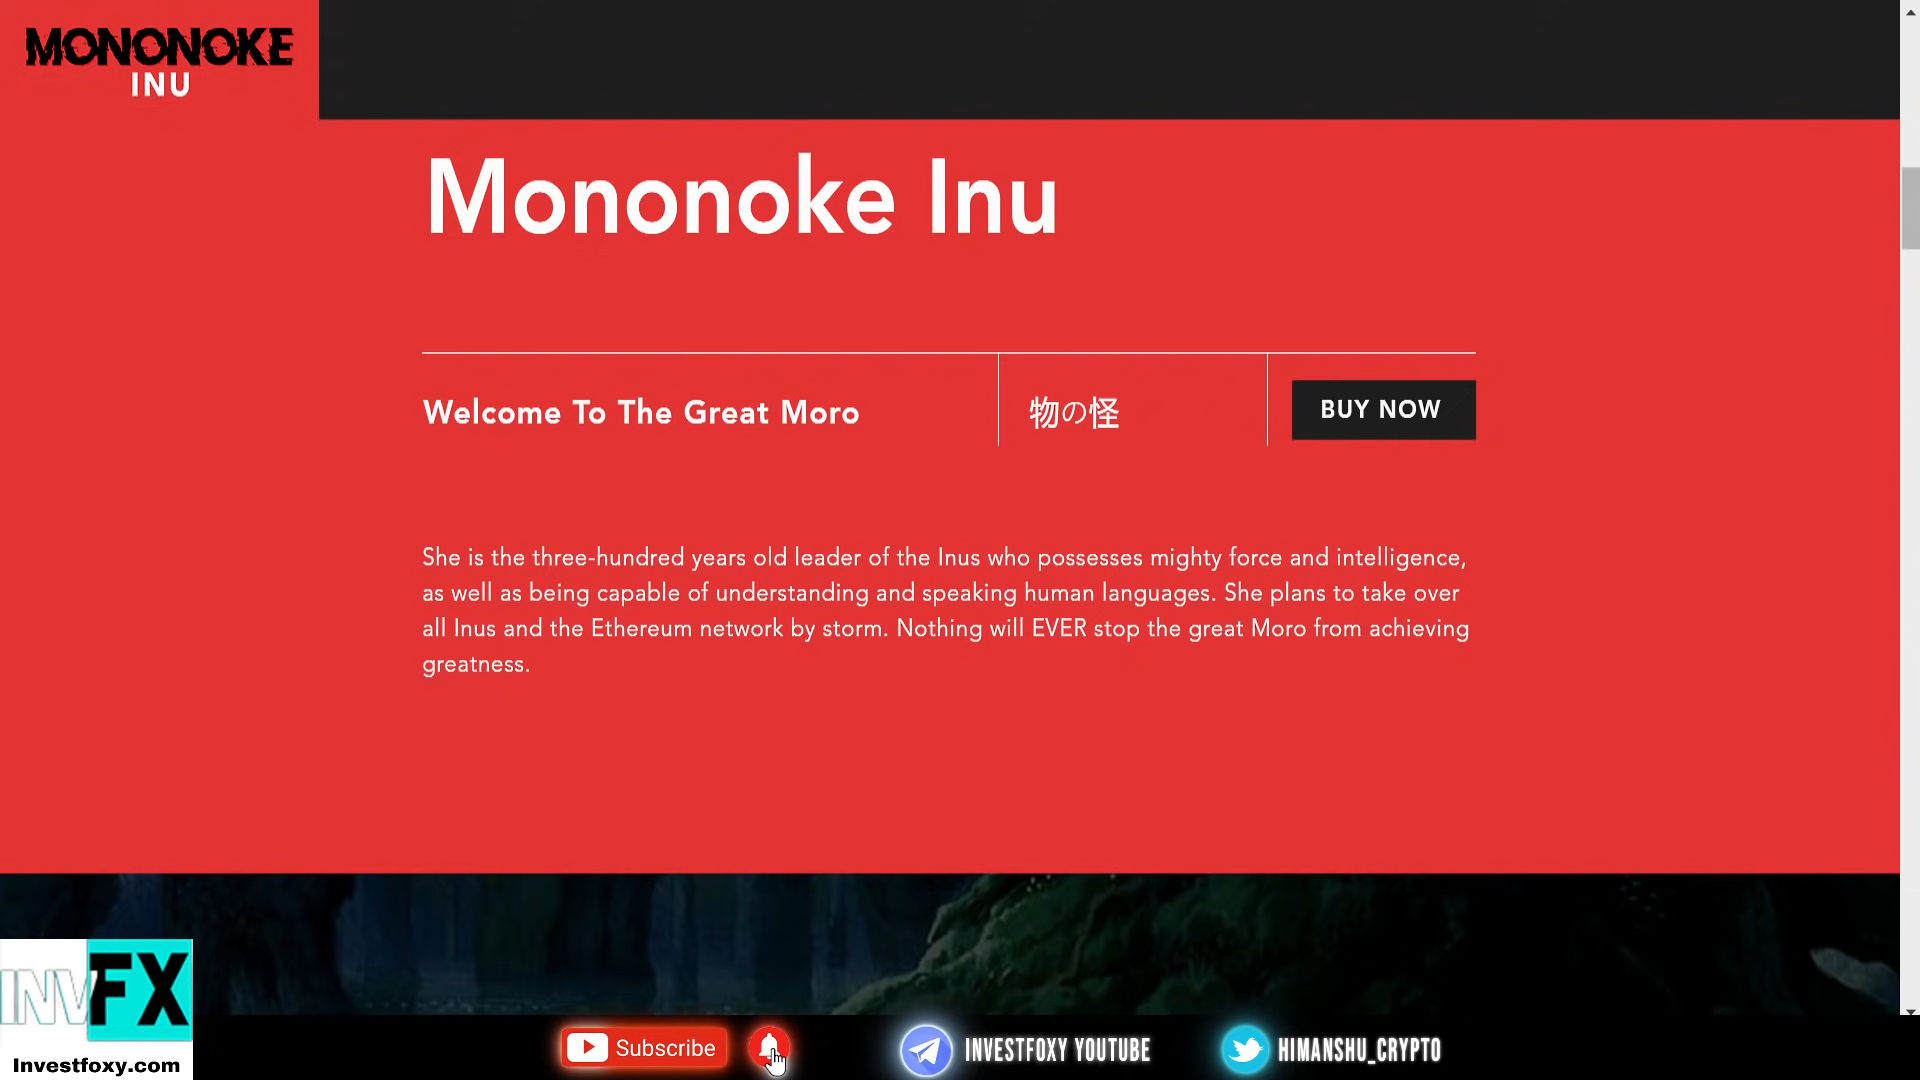 MONONOKE
INU
Mononoke Inu
Welcome To The Great Moro
物の怪
BUY NOW
She is the three-hundred years old leader of the Inus who possesses mighty force and intelligence,
as well as being capable of understanding and speaking human languages. She plans to take over
all Inus and the Ethereum network by storm. Nothing will EVER stop the great Moro from achieving
greatness.
INVFX
Investfoxy.com
Subscribe
INVESTFOXY YOUTUBE
HIMANSHU_CRYPTO